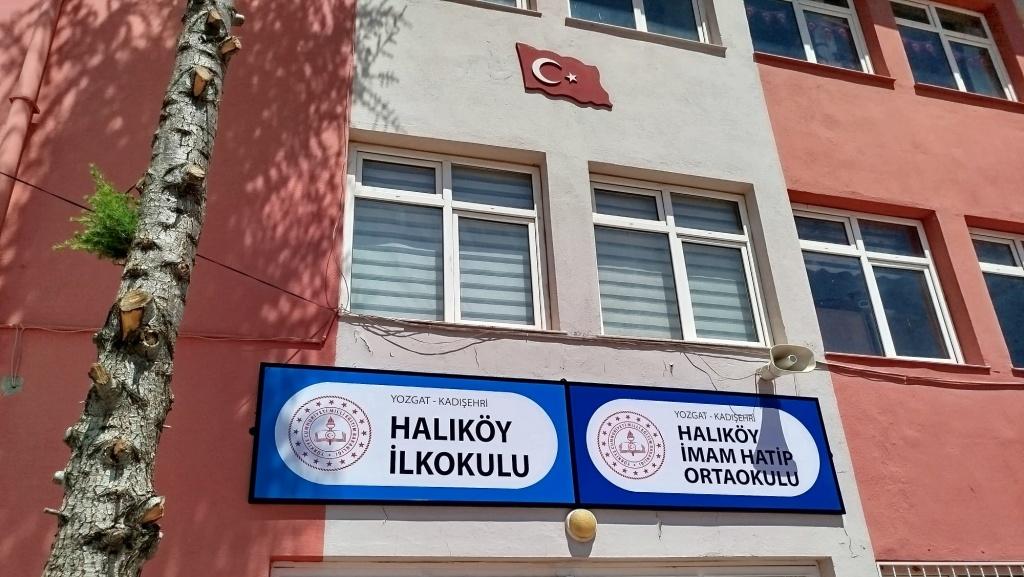 YOZGAT - KADIŞEHRİ
HALIKÖY
İLKOKULU
YOZGAT - KADIŞEHRİ
HALIKÖY
İMAM HATİP
ORTAOKULU